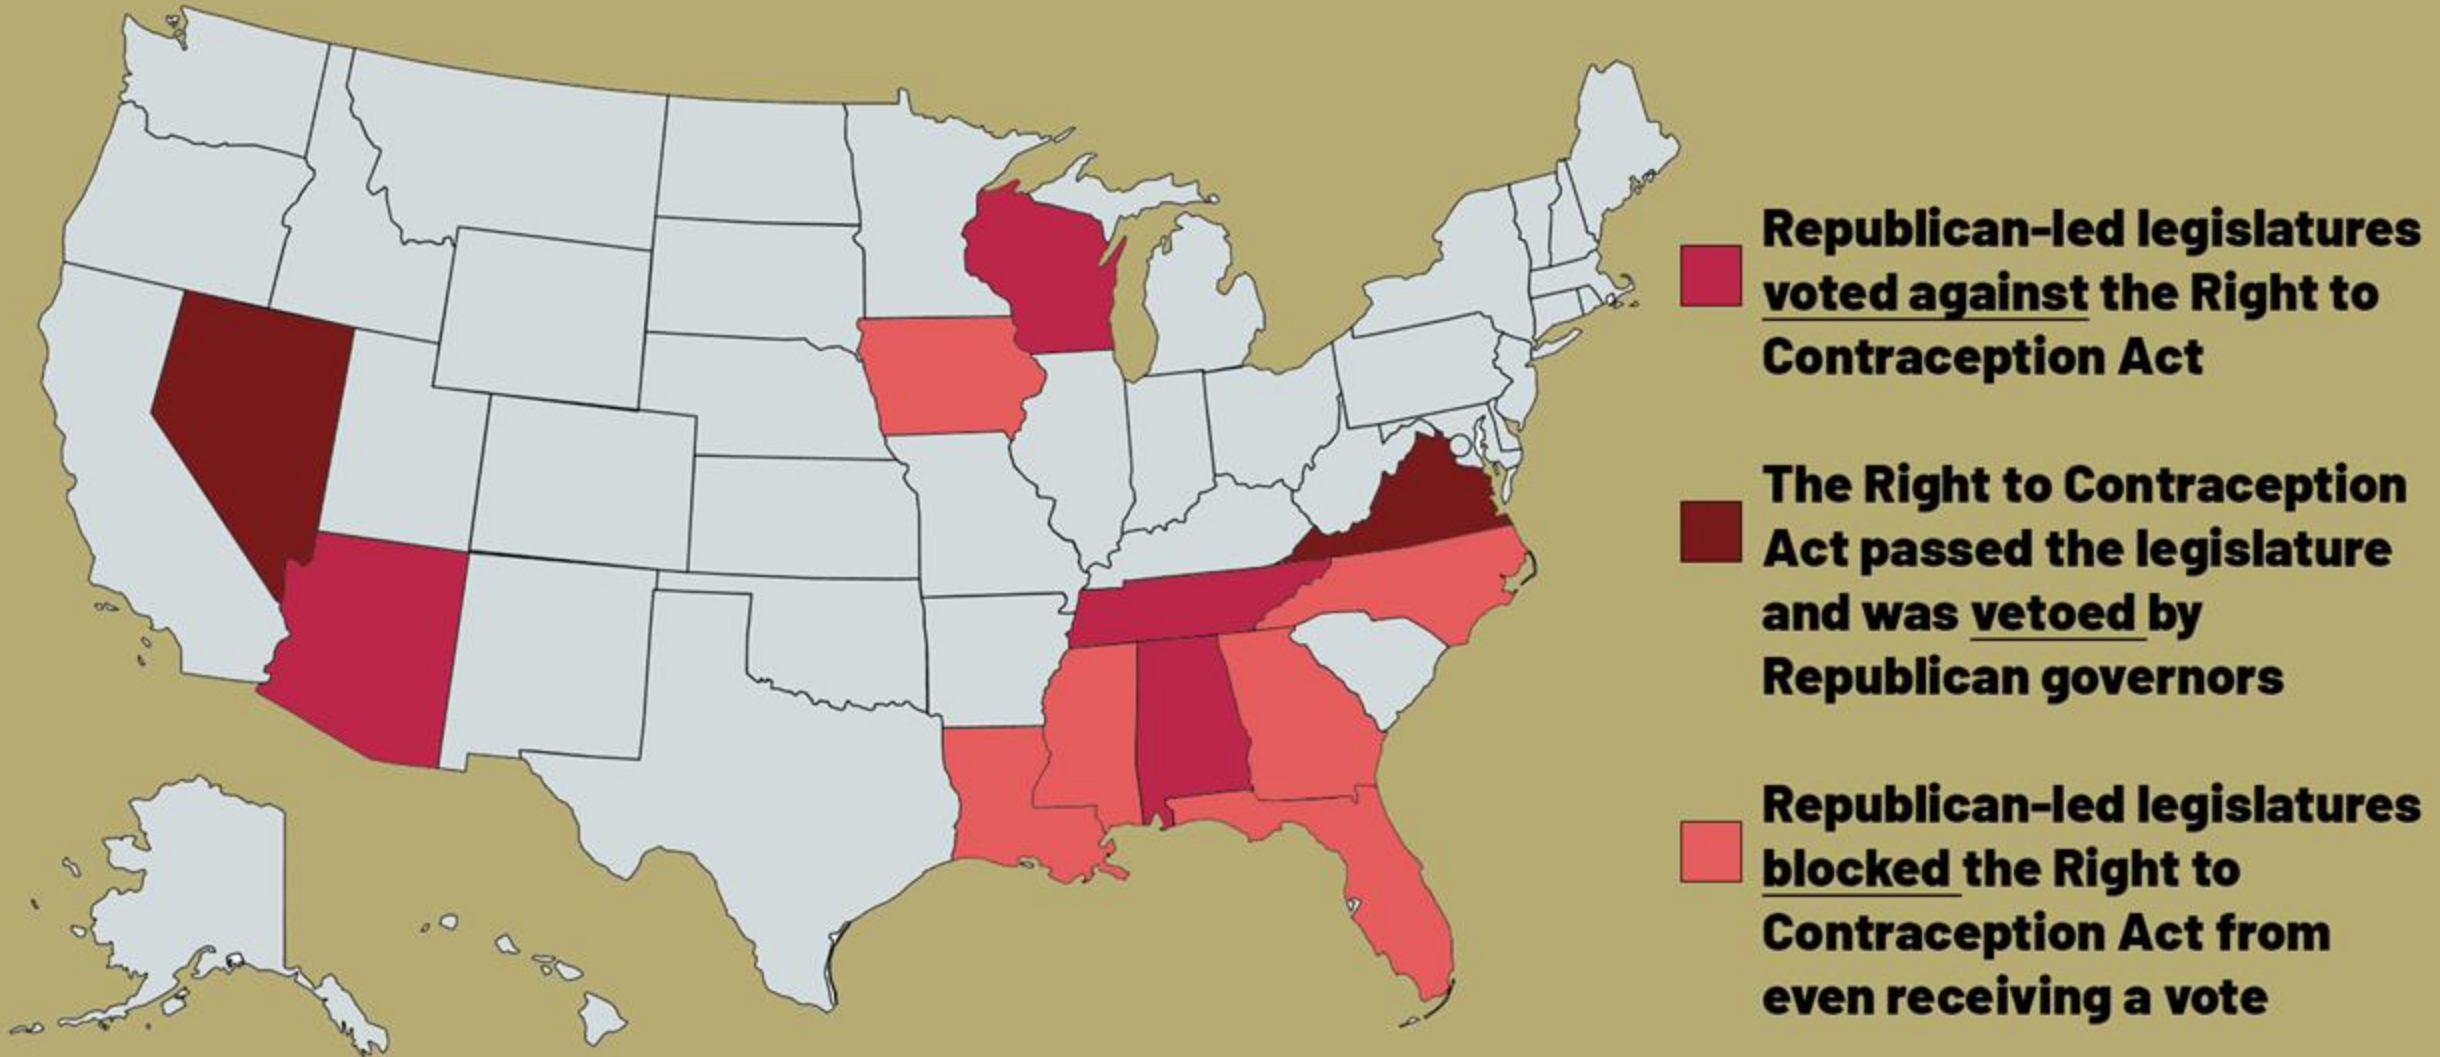 Republican-led legislatures
voted against the Right to
Contraception Act
The Right to Contraception
Act passed the legislature
and was vetoed by
Republican governors
Republican-led legislatures
blocked the Right to
Contraception Act from
even receiving a vote